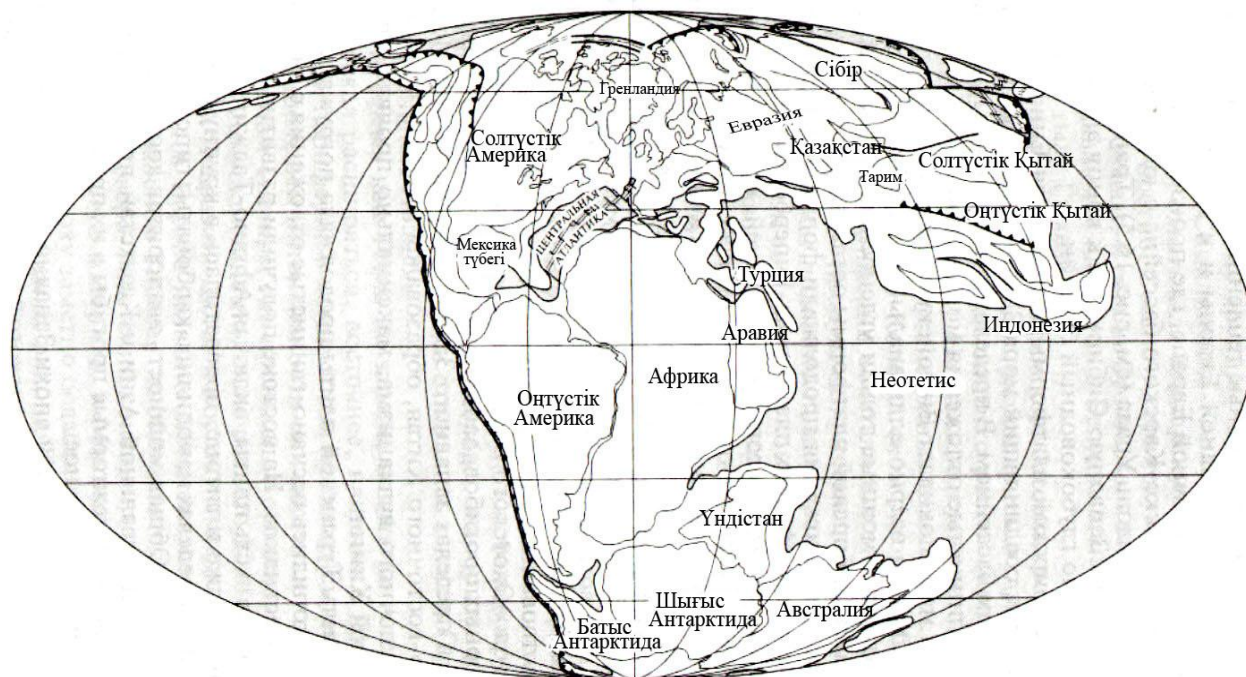 Сібір
Гренландия
Евразия
Солтүстік
Америка
Қазақстан
Солтүстік Қытай
Тарим
ЦЕНТРАЛЬНАЯ
АТЛАНТИКА
Оңтүстік Қытай
Мексика
түбегі
Турция
Аравия
Индонезия
Африка
Неотетис
Оңтүстік
Америка
Үндістан
Шығыс
Антарктида
Австралия
Батыс
Антарктида